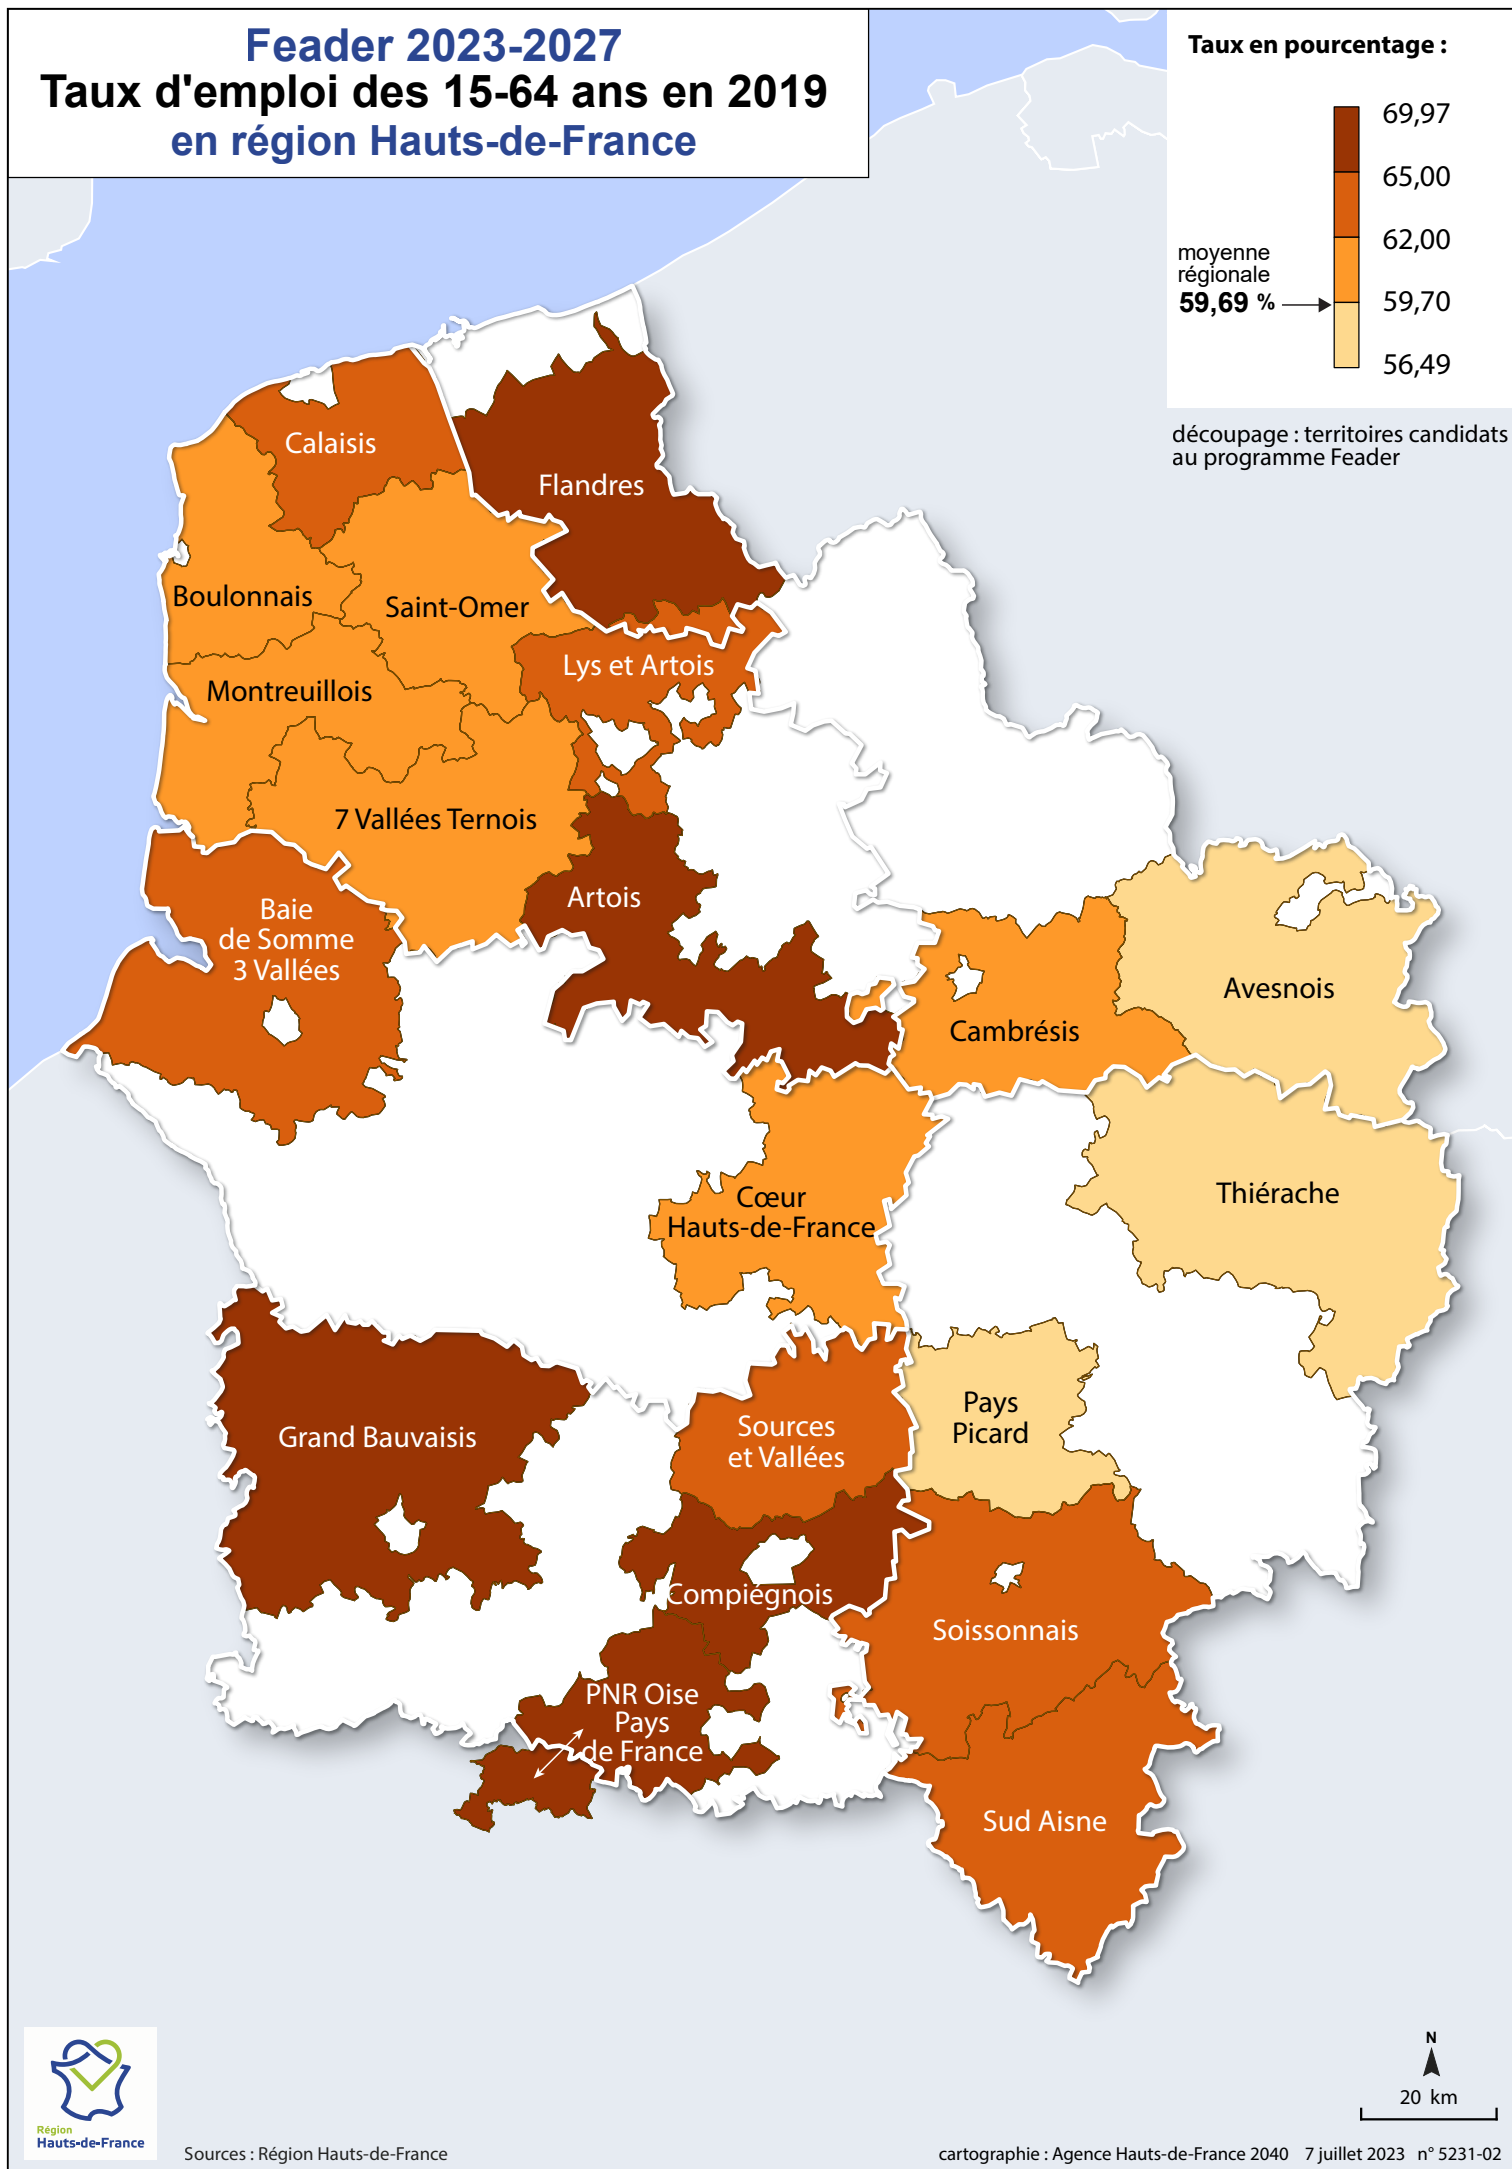 Feader 2023-2027
Taux d'emploi des 15-64 ans en 2019
en région Hauts-de-France
Taux en pourcentage :
69,97
65,00
62,00
59,70
56,49
moyenne
régionale
59,69 %
découpage : territoires candidats
au programme Feader
Calaisis
Flandres
Boulonnais
Saint-Omer
Lys et Artois
Montreuillois
7 Vallées Ternois
Artois
Baie
de Somme
3 Vallées
Avesnois
Cambrésis
Thiérache
Cœur
Hauts-de-France
Pays
Picard
Sources
et Vallées
Grand Bauvaisis
Compiégnois
Soissonnais
PNR Oise
Pays
de France
Sud Aisne
N
20 km
Région
Hauts-de-France
Sources : Région Hauts-de-France
cartographie : Agence Hauts-de-France 2040 7 juillet 2023 n° 5231-02